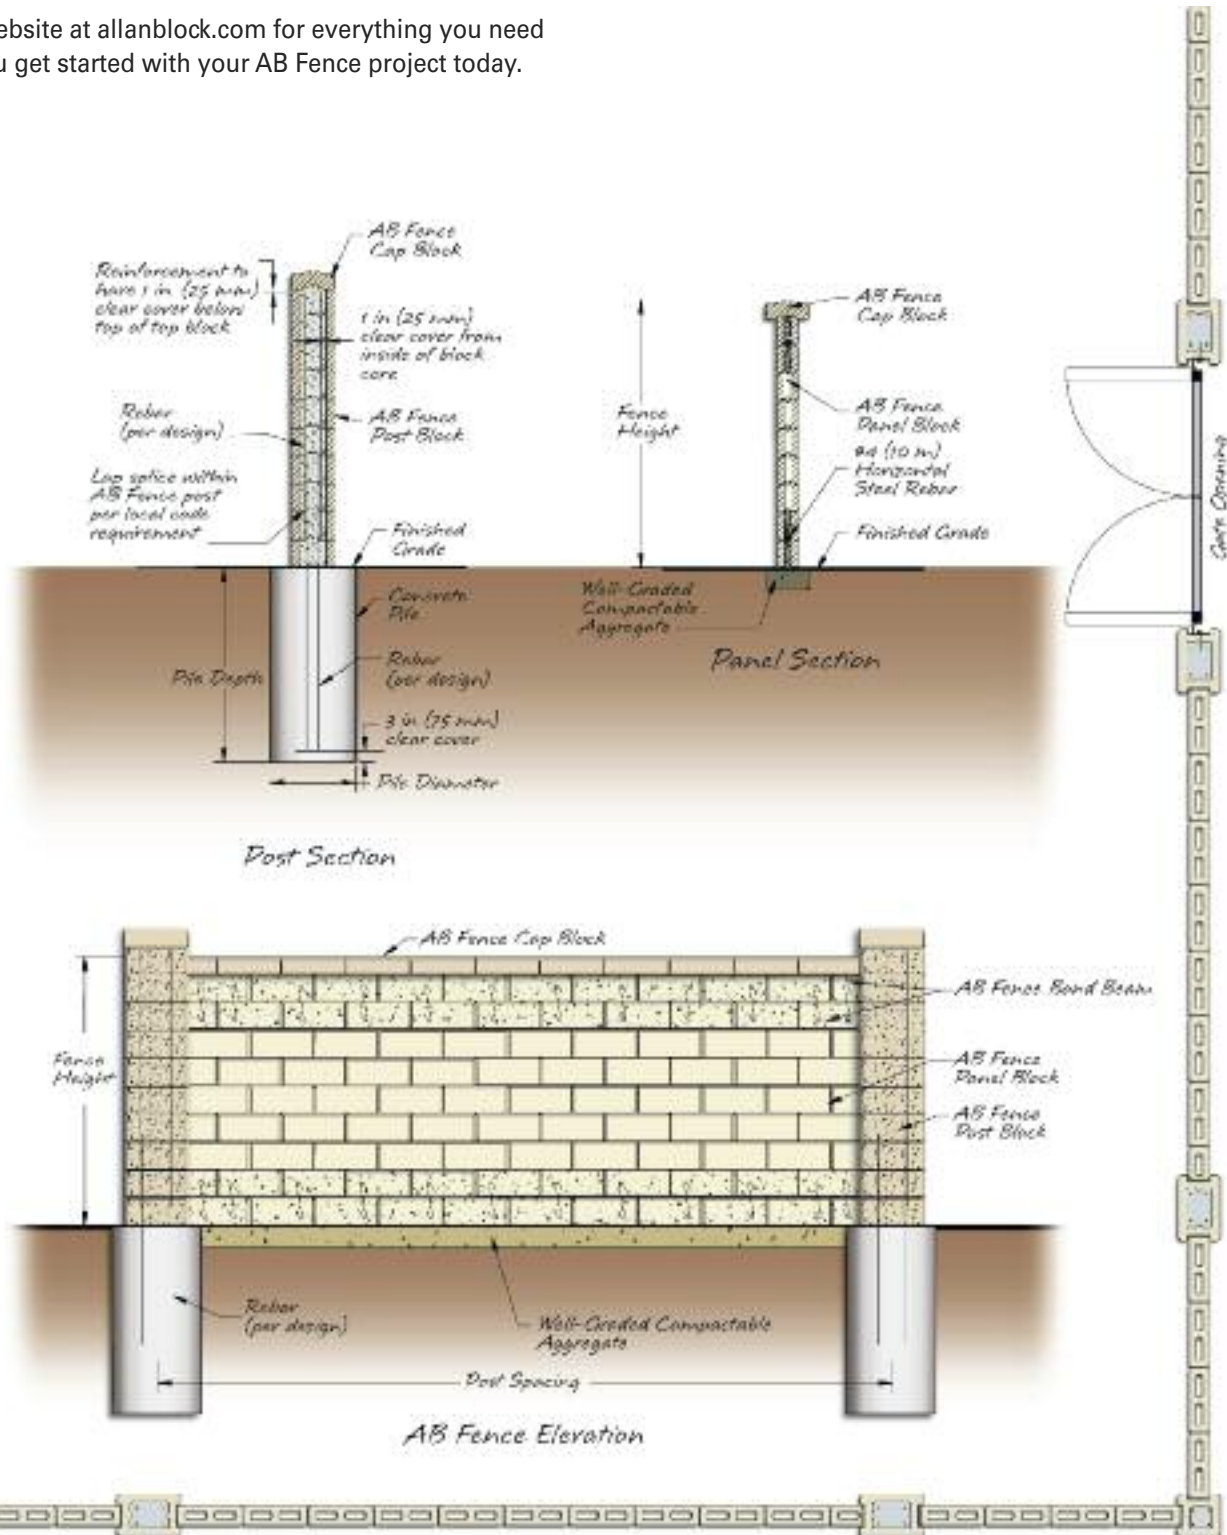 ebsite at allanblock.com for everything you need
u get started with your AB Fence project today.
AB Fence
Cap Block
Reinforcement to
have 1 in (25 mm)
clear cover below
top of top block
1 in (25 mm)
clear cover from
inside of block
core
Rebar
(per design)
AB Fence
Post Block
Lap splice within
AB Fence post
per local code
requirement
Finished
Grade
Concrete
Pile
Pile Depth
Rebar
(per design)
3 in (75 mm)
clear cover
Pile Diameter
Post Section
Fence
Height
AB Fence
Cap Block
AB Fence
Panel Block
#4 (10 m)
Horizontal
Steel Rebar
Finished Grade
Well-Graded
Compactable
Aggregate
Panel Section
Gate Opening
AB Fence Cap Block
AB Fence Bond Beam
Fence
Height
AB Fence
Panel Block
AB Fence
Post Block
Rebar
(per design)
Well-Graded Compactable
Aggregate
Post Spacing
AB Fence Elevation